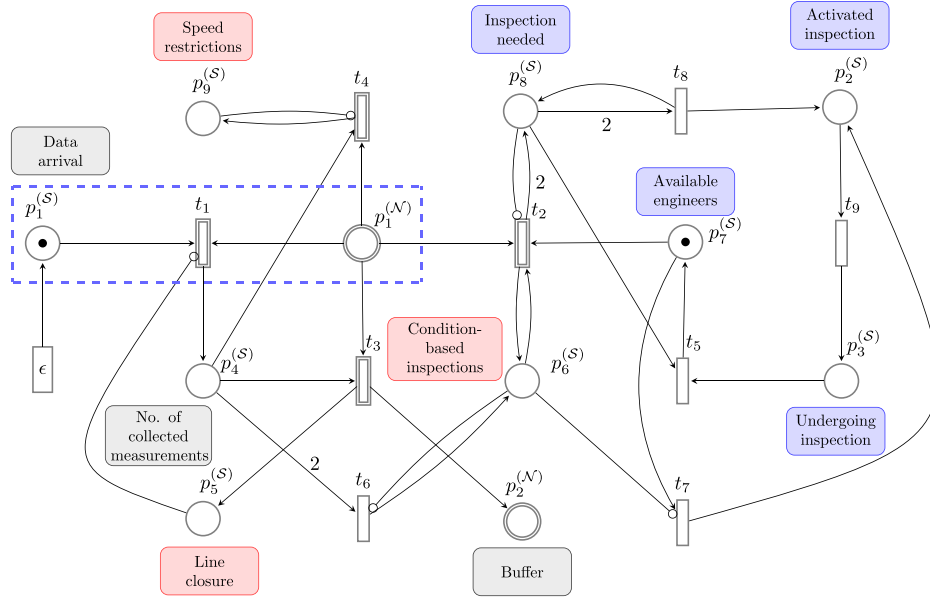 Speed
restrictions
Inspection
needed
Activated
inspection
p_9^{(S)}
t_4
p_8^{(S)}
t_8
p_2^{(S)}
2
Data
arrival
Available
engineers
2
p_1^{(S)}
t_1
p_1^{(N)}
t_2
p_7^{(S)}
t_9
Condition-
based
inspections
t_3
t_5
p_3^{(S)}
ϵ
p_4^{(S)}
p_6^{(S)}
No. of
collected
measurements
Undergoing
inspection
2
p_5^{(S)}
t_6
p_2^{(N)}
t_7
Line
closure
Buffer